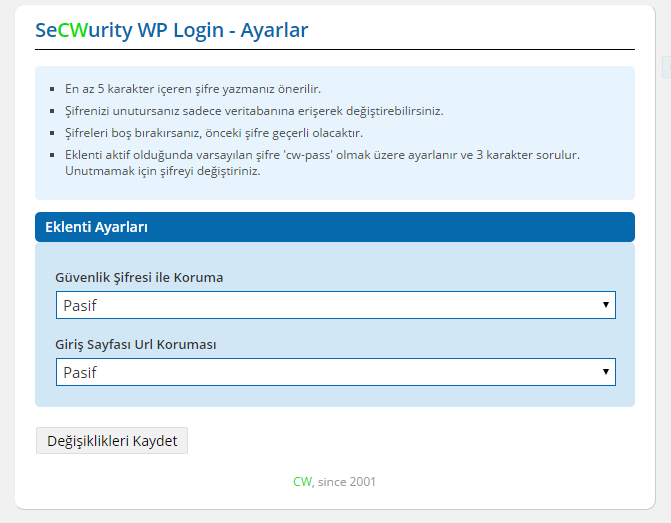 SeCWurity WP Login - Ayarlar
En az 5 karakter içeren şifre yazmanız önerilir.
Şifrenizi unutursanız sadece veritabanına erişerek değiştirebilirsiniz.
Şifreleri boş bırakırsanız, önceki şifre geçerli olacaktır.
Eklenti aktif olduğunda varsayılan şifre 'cw-pass' olmak üzere ayarlanır ve 3 karakter sorulur.
Unutmamak için şifreyi değiştiriniz.
Eklenti Ayarları
Güvenlik Şifresi ile Koruma
Pasif
Giriş Sayfası Url Koruması
Pasif
Değişiklikleri Kaydet
CW, since 2001